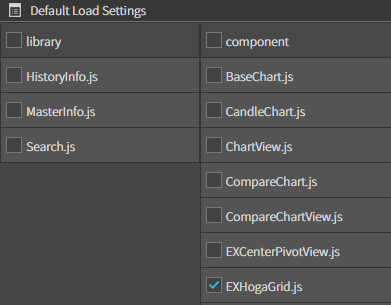 Default Load Settings
library
component
HistoryInfo.js
BaseChart.js
MasterInfo.js
CandleChart.js
Search.js
ChartView.js
CompareChart.js
CompareChartView.js
EXCenterPivotView.js
EXHogaGrid.js